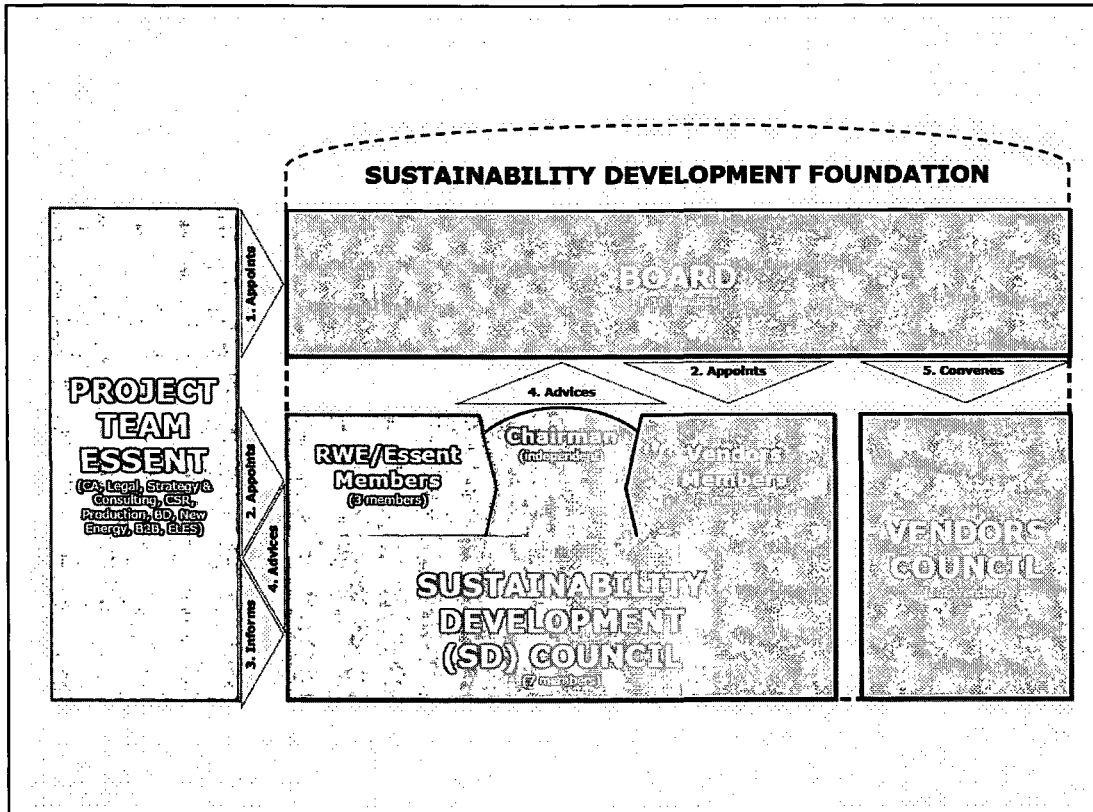 SUSTAINABILITY DEVELOPMENT FOUNDATION
BOARD
1. Appoints
PROJECT
TEAM
ESSENT
(CA, Legal, Strategy &
Consulting, CSR,
Production, BD, New
Energy, B2B, ELES)
2. Appoints
4. Advices
3. Informs
4. Advices
2. Appoints
5. Convenes
RWE/Essent
Members
(3 members)
Chairman
(independent
Vendors
Members
SUSTAINABILITY
DEVELOPMENT
(SD) COUNCIL
(7 members)
VENDORS
COUNCIL